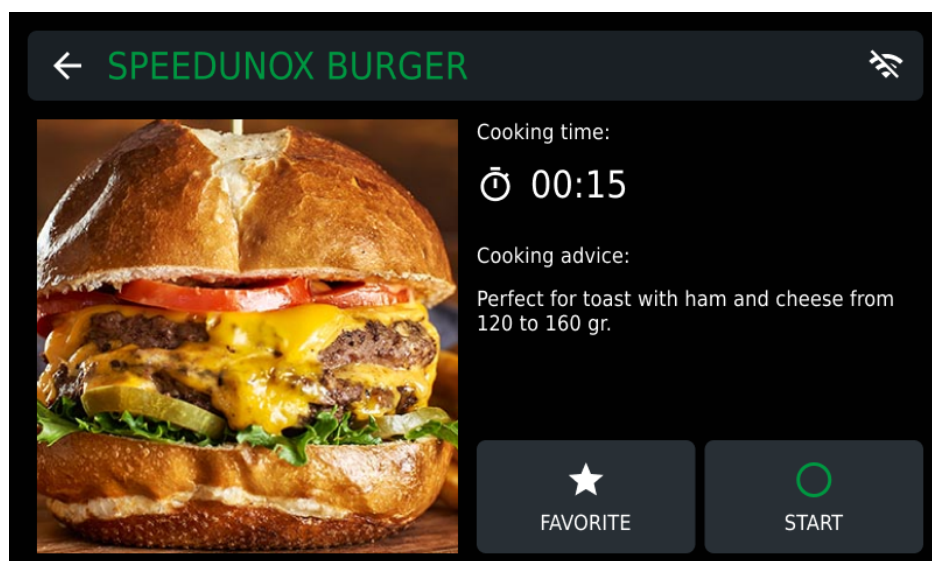 SPEEDUNOX BURGER
Cooking time:
00:15
Cooking advice:
Perfect for toast with ham and cheese from
120 to 160 gr.
FAVORITE
START